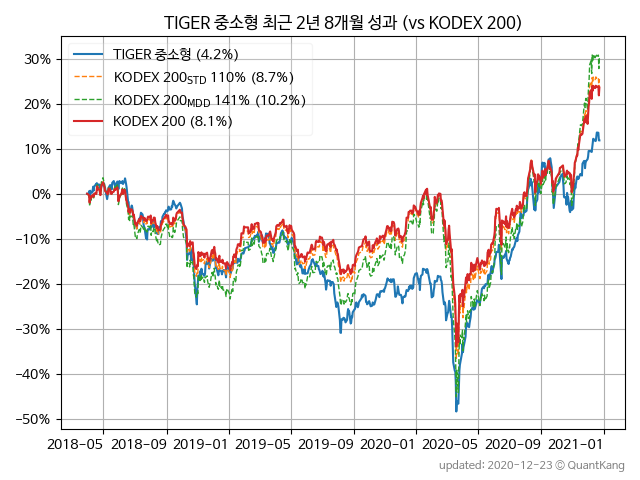 TIGER 중소형 최근 2년 8개월 성과 (vs KODEX 200)
TIGER 중소형 (4.2%)
KODEX 200STD 110% (8.7%)
KODEX 200MDD 141% (10.2%)
KODEX 200 (8.1%)
30%
20%
10%
0%
−10%
−20%
−30%
−40%
−50%
2018-05 2018-09 2019-01 2019-05 2019-09 2020-01 2020-05 2020-09 2021-01
updated: 2020-12-23 ⓒ QuantKang